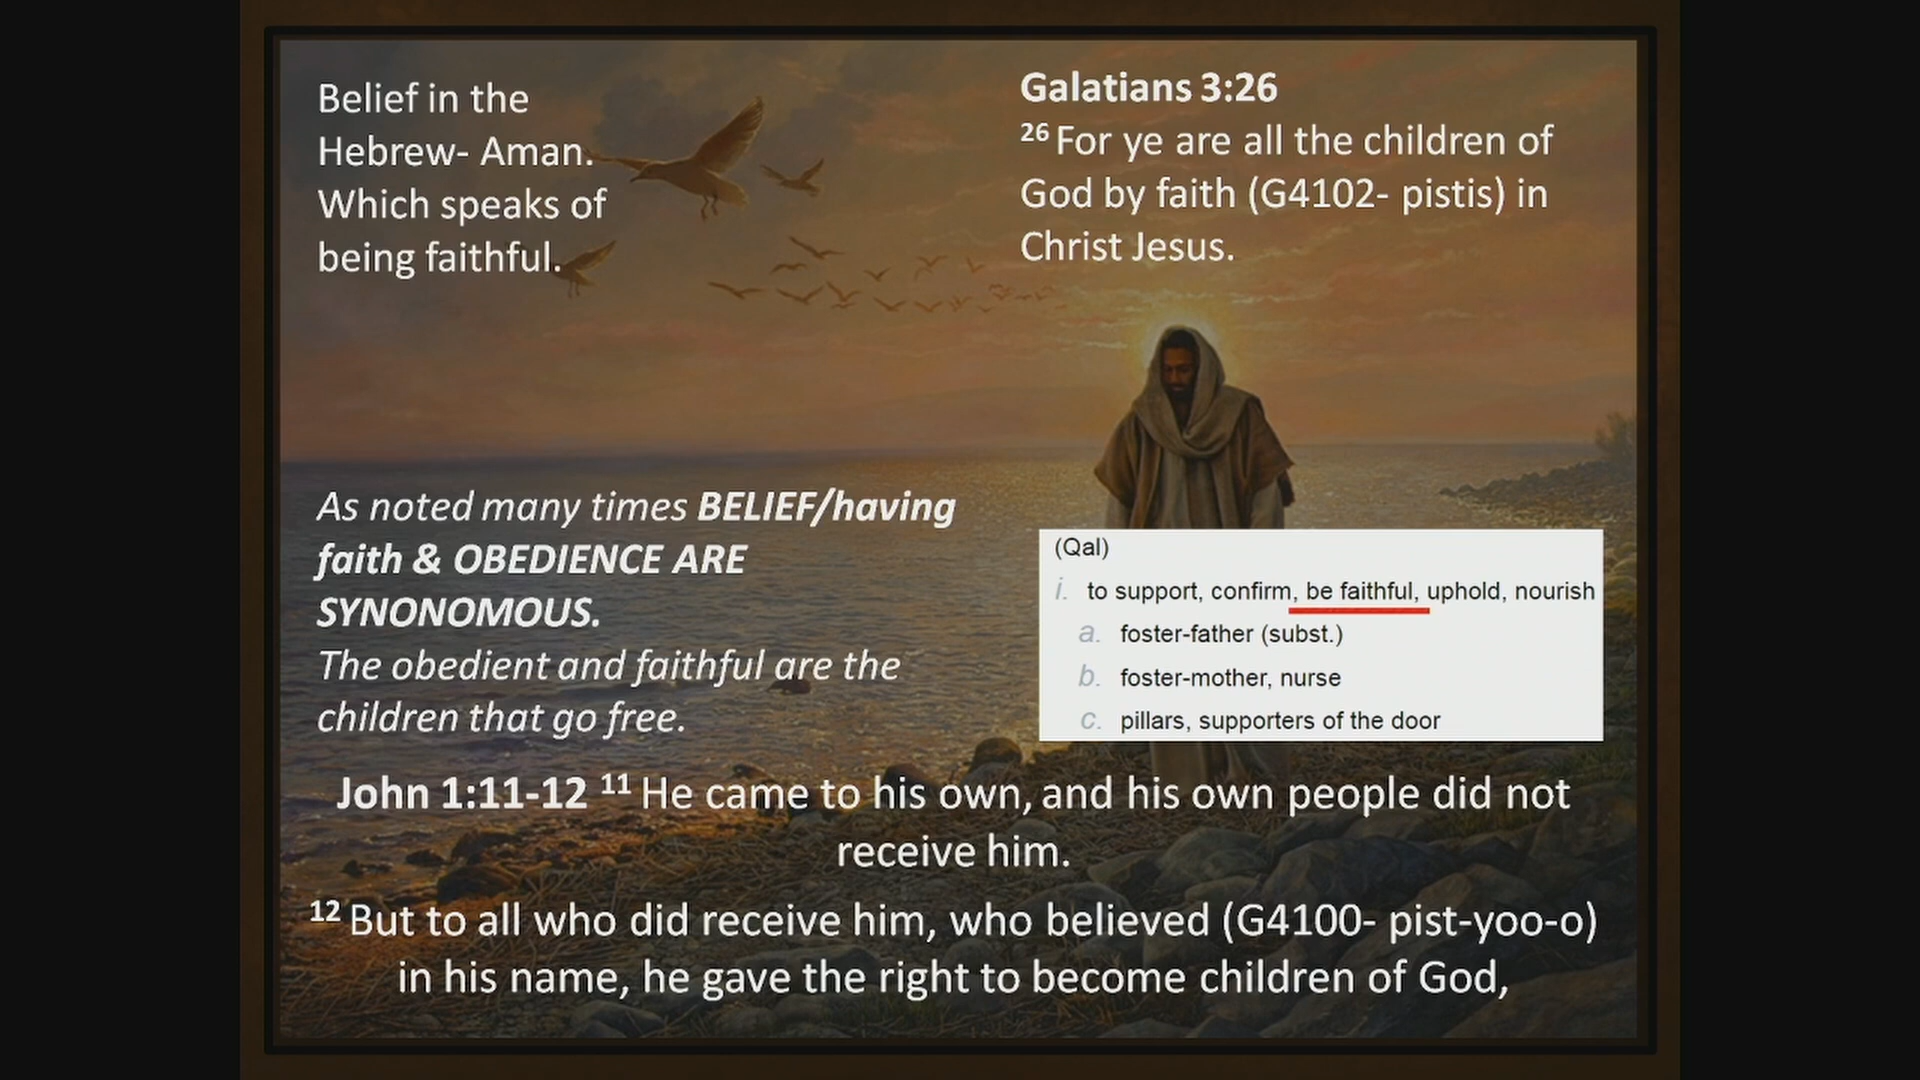 Belief in the
Hebrew- Aman.
Which speaks of
being faithful.
Galatians 3:26
26 For ye are all the children of
God by faith (G4102- pistis) in
Christ Jesus.
As noted many times BELIEF/having
faith & OBEDIENCE ARE
SYNONOMOUS.
The obedient and faithful are the
children that go free.
(Qal)
i. to support, confirm, be faithful, uphold, nourish
a. foster-father (subst.)
b. foster-mother, nurse
c. pillars, supporters of the door
John 1:11-12 11 He came to his own, and his own people did not
receive him.
12 But to all who did receive him, who believed (G4100- pist-yoo-o)
in his name, he gave the right to become children of God,